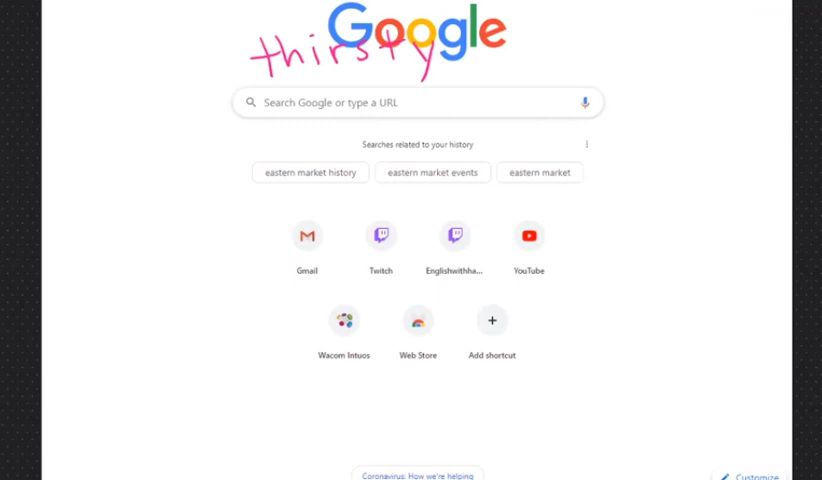 Google
thirsty
Search Google or type a URL
Searches related to your history
eastern market history eastern market events eastern market
Gmail Twitch Englishwithha... YouTube
Wacom Intuos Web Store Add shortcut
Coronavirus: How we're helping Customize